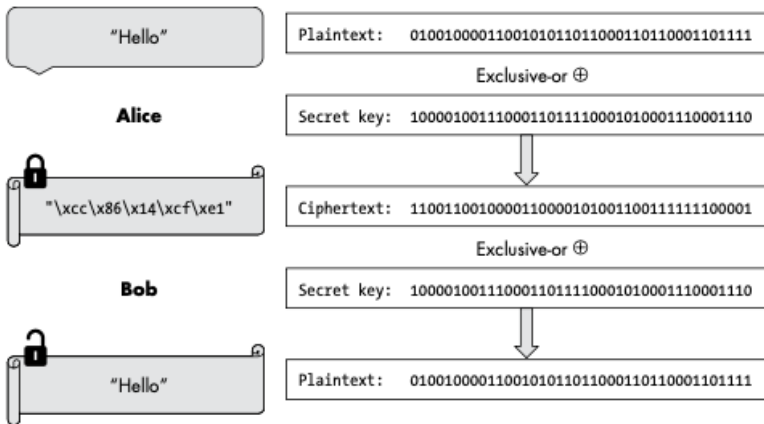 "Hello"
Plaintext: 0100100001100101011011000110110001101111
Exclusive-or ⊕
Alice
Secret key: 1000010011100011011110001010001110001110
"\xcc\x86\x14\xcf\xe1"
Ciphertext: 1100110010000110000101001100111111100001
Exclusive-or ⊕
Bob
Secret key: 1000010011100011011110001010001110001110
"Hello"
Plaintext: 0100100001100101011011000110110001101111